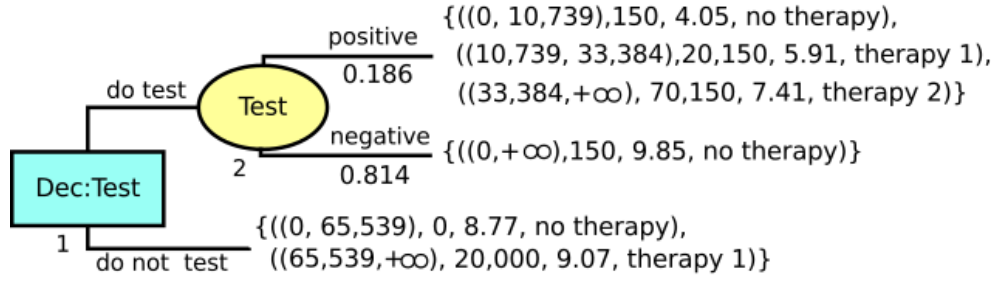 {((0, 10,739),150, 4.05, no therapy),
positive
((10,739, 33,384),20,150, 5.91, therapy 1),
0.186
do test
((33,384,+∞), 70,150, 7.41, therapy 2)}
Test
negative
{((0,+∞),150, 9.85, no therapy)}
2
0.814
Dec:Test
{((0, 65,539), 0, 8.77, no therapy),
1
do not test
((65,539,+∞), 20,000, 9.07, therapy 1)}